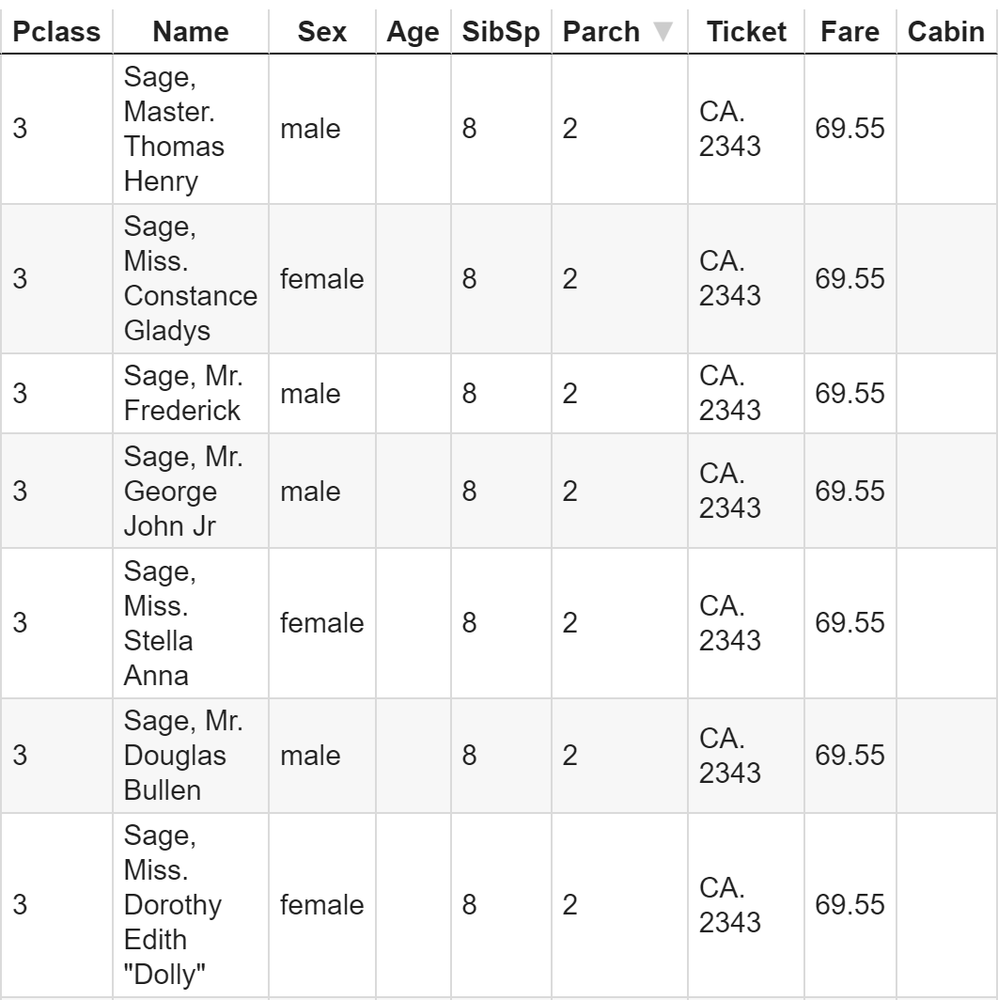 Pclass Name Sex Age SibSp Parch ▼ Ticket Fare Cabin
3 Sage, Master. Thomas Henry male 8 2 CA. 2343 69.55
3 Sage, Miss. Constance Gladys female 8 2 CA. 2343 69.55
3 Sage, Mr. Frederick male 8 2 CA. 2343 69.55
3 Sage, Mr. George John Jr male 8 2 CA. 2343 69.55
3 Sage, Miss. Stella Anna female 8 2 CA. 2343 69.55
3 Sage, Mr. Douglas Bullen male 8 2 CA. 2343 69.55
3 Sage, Miss. Dorothy Edith "Dolly" female 8 2 CA. 2343 69.55